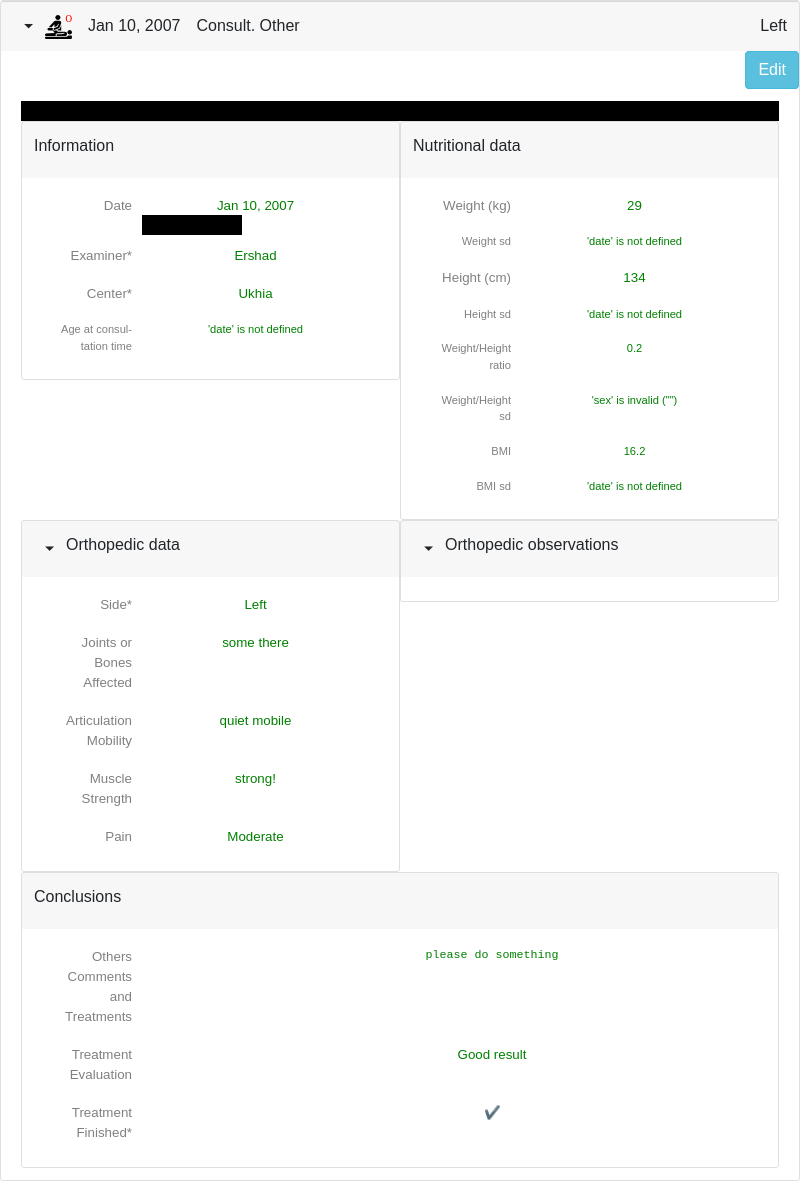 o Jan 10, 2007 Consult. Other Left
Edit
Information
Date Jan 10, 2007
Examiner* Ershad
Center* Ukhia
Age at consul- 'date' is not defined
tation time
Nutritional data
Weight (kg) 29
Weight sd 'date' is not defined
Height (cm) 134
Height sd 'date' is not defined
Weight/Height 0.2
ratio
Weight/Height 'sex' is invalid ("")
sd
BMI 16.2
BMI sd 'date' is not defined
Orthopedic data
Side* Left
Joints or some there
Bones
Affected
Articulation quiet mobile
Mobility
Muscle strong!
Strength
Pain Moderate
Orthopedic observations
Conclusions
Others please do something
Comments
and
Treatments
Treatment Good result
Evaluation
Treatment ✔
Finished*